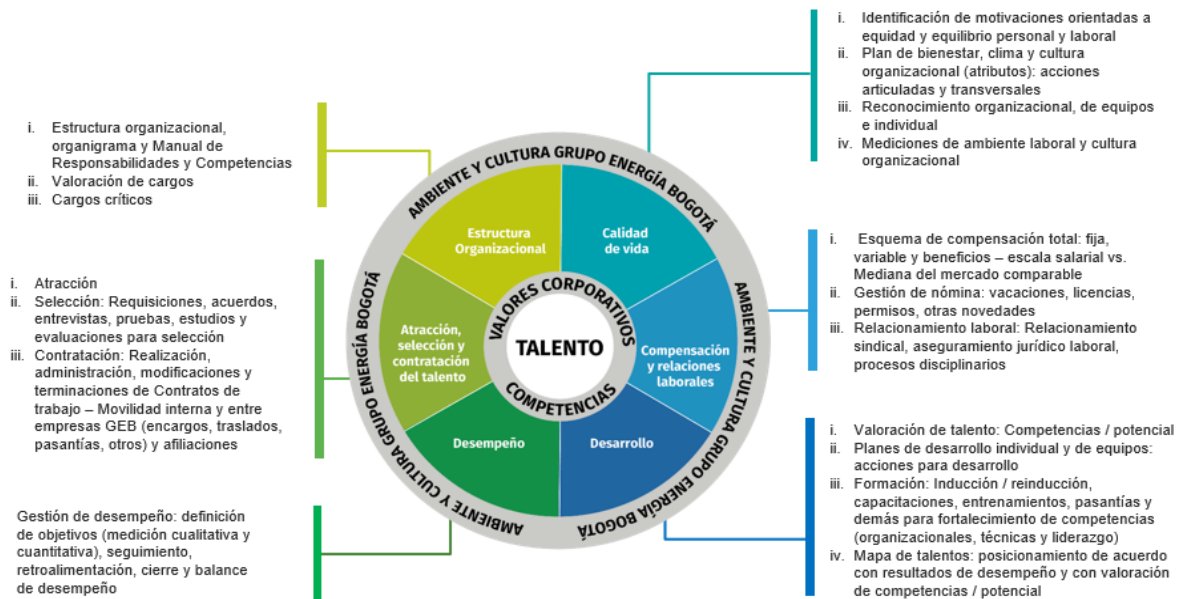 i. Estructura organizacional,
organigrama y Manual de
Responsabilidades y Competencias
ii. Valoración de cargos
iii. Cargos críticos
i. Atracción
ii. Selección: Requisiciones, acuerdos,
entrevistas, pruebas, estudios y
evaluaciones para selección
iii. Contratación: Realización,
administración, modificaciones y
terminaciones de Contratos de
trabajo – Movilidad interna y entre
empresas GEB (encargos, traslados,
pasantías, otros) y afiliaciones
Gestión de desempeño: definición
de objetivos (medición cualitativa y
cuantitativa), seguimiento,
retroalimentación, cierre y balance
de desempeño
AMBIENTE Y CULTURA GRUPO ENERGÍA BOGOTÁ
AMBIENTE Y CULTURA GRUPO ENERGÍA BOGOTÁ
AMBIENTE Y CULTURA GRUPO ENERGÍA BOGOTÁ
Estructura
Organizacional
Calidad
de vida
Atracción,
selección y
contratación
del talento
VALORES CORPORATIVOS
TALENTO
COMPETENCIAS
Compensación
y relaciones
laborales
Desempeño
Desarrollo
i. Identificación de motivaciones orientadas a
equidad y equilibrio personal y laboral
ii. Plan de bienestar, clima y cultura
organizacional (atributos): acciones
articuladas y transversales
iii. Reconocimiento organizacional, de equipos
e individual
iv. Mediciones de ambiente laboral y cultura
organizacional
i. Esquema de compensación total: fija,
variable y beneficios – escala salarial vs.
Mediana del mercado comparable
ii. Gestión de nómina: vacaciones, licencias,
permisos, otras novedades
iii. Relacionamiento laboral: Relacionamiento
sindical, aseguramiento jurídico laboral,
procesos disciplinarios
i. Valoración de talento: Competencias / potencial
ii. Planes de desarrollo individual y de equipos:
acciones para desarrollo
iii. Formación: Inducción / reinducción,
capacitaciones, entrenamientos, pasantías y
demás para fortalecimiento de competencias
(organizacionales, técnicas y liderazgo)
iv. Mapa de talentos: posicionamiento de acuerdo
con resultados de desempeño y con valoración
de competencias / potencial